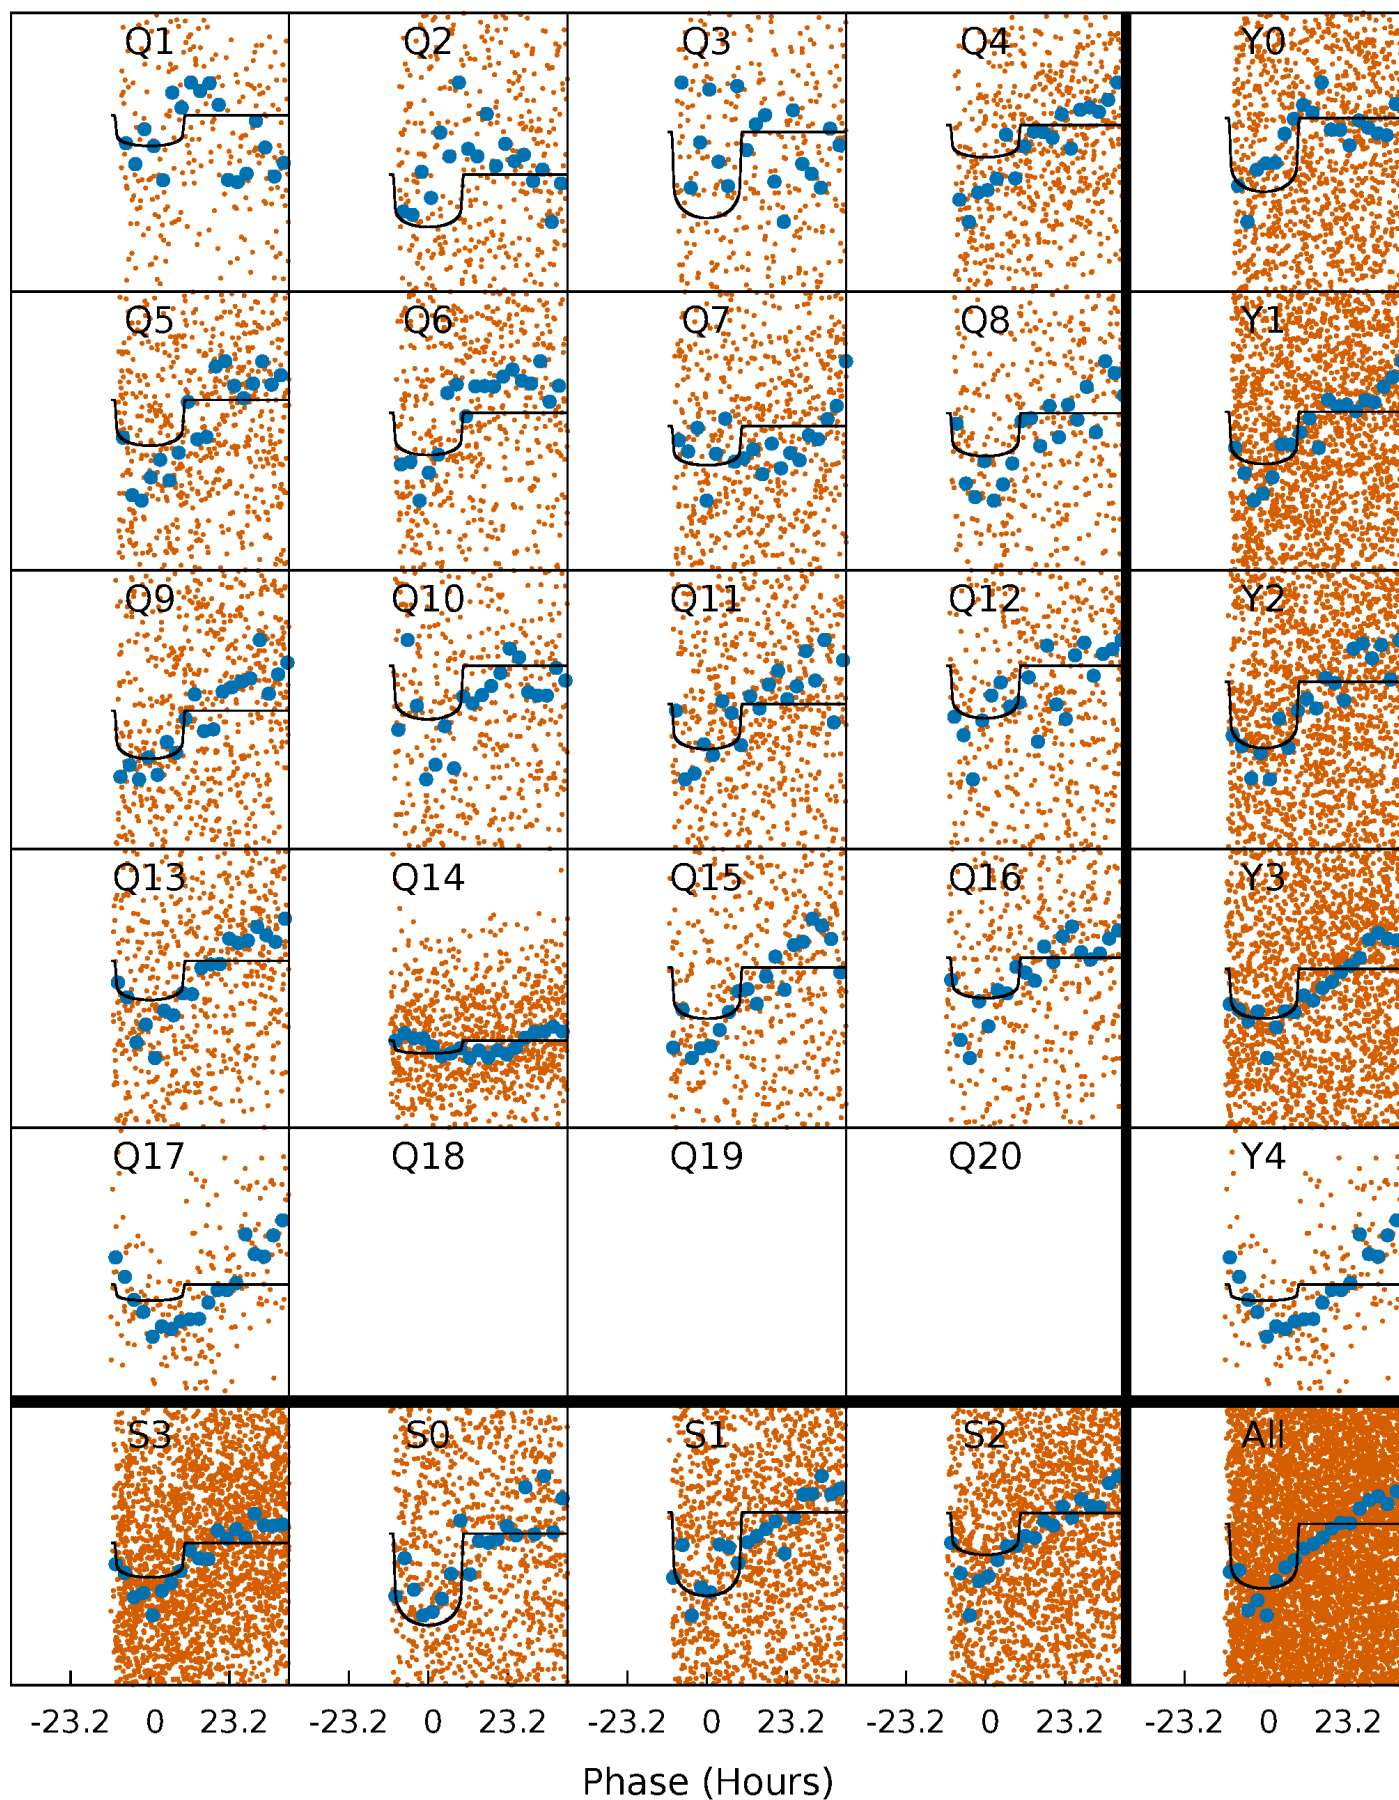 Q1 Q2 Q3 Q4 Y0
Q5 Q6 Q7 Q8 Y1
Q9 Q10 Q11 Q12 Y2
Q13 Q14 Q15 Q16 Y3
Q17 Q18 Q19 Q20 Y4
S3 S0 S1 S2 All
-23.2 0 23.2 -23.2 0 23.2 -23.2 0 23.2 -23.2 0 23.2 -23.2 0 23.2
Phase (Hours)